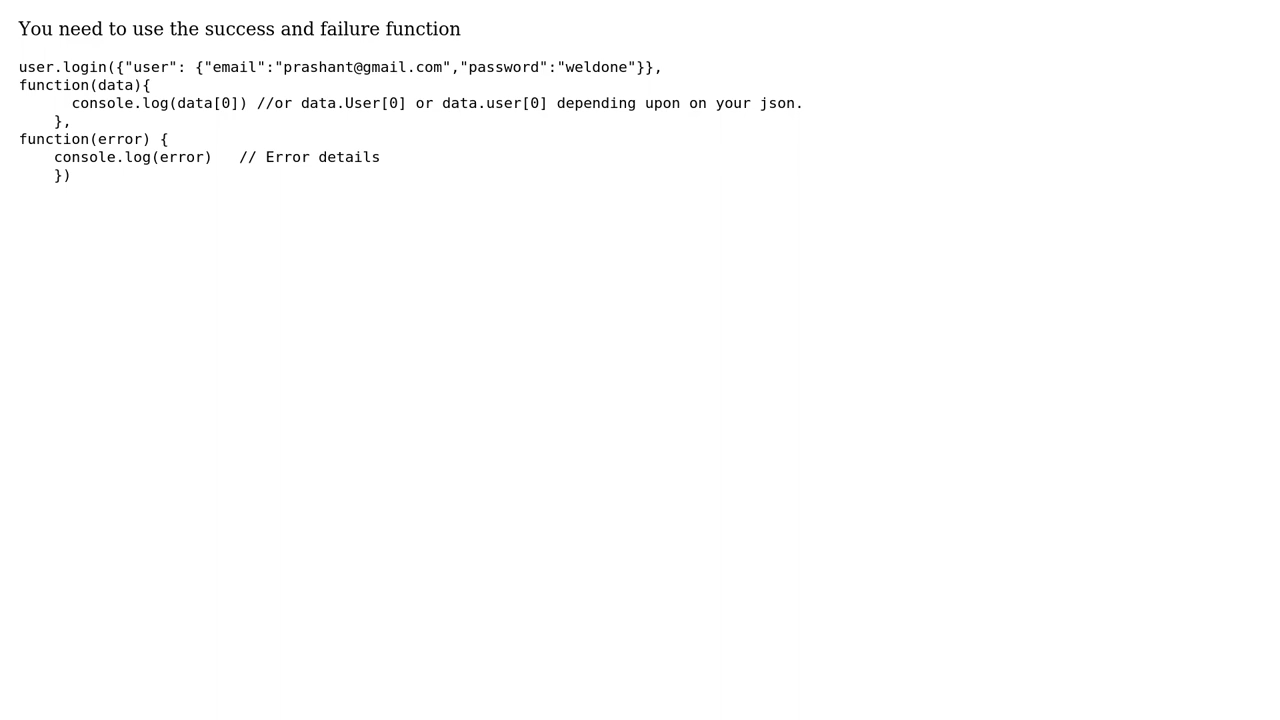 You need to use the success and failure function
user.login({"user": {"email":"prashant@gmail.com","password":"weldone"}},
function(data){
      console.log(data[0]) //or data.User[0] or data.user[0] depending upon on your json.
    },
function(error) {
    console.log(error)   // Error details
    })